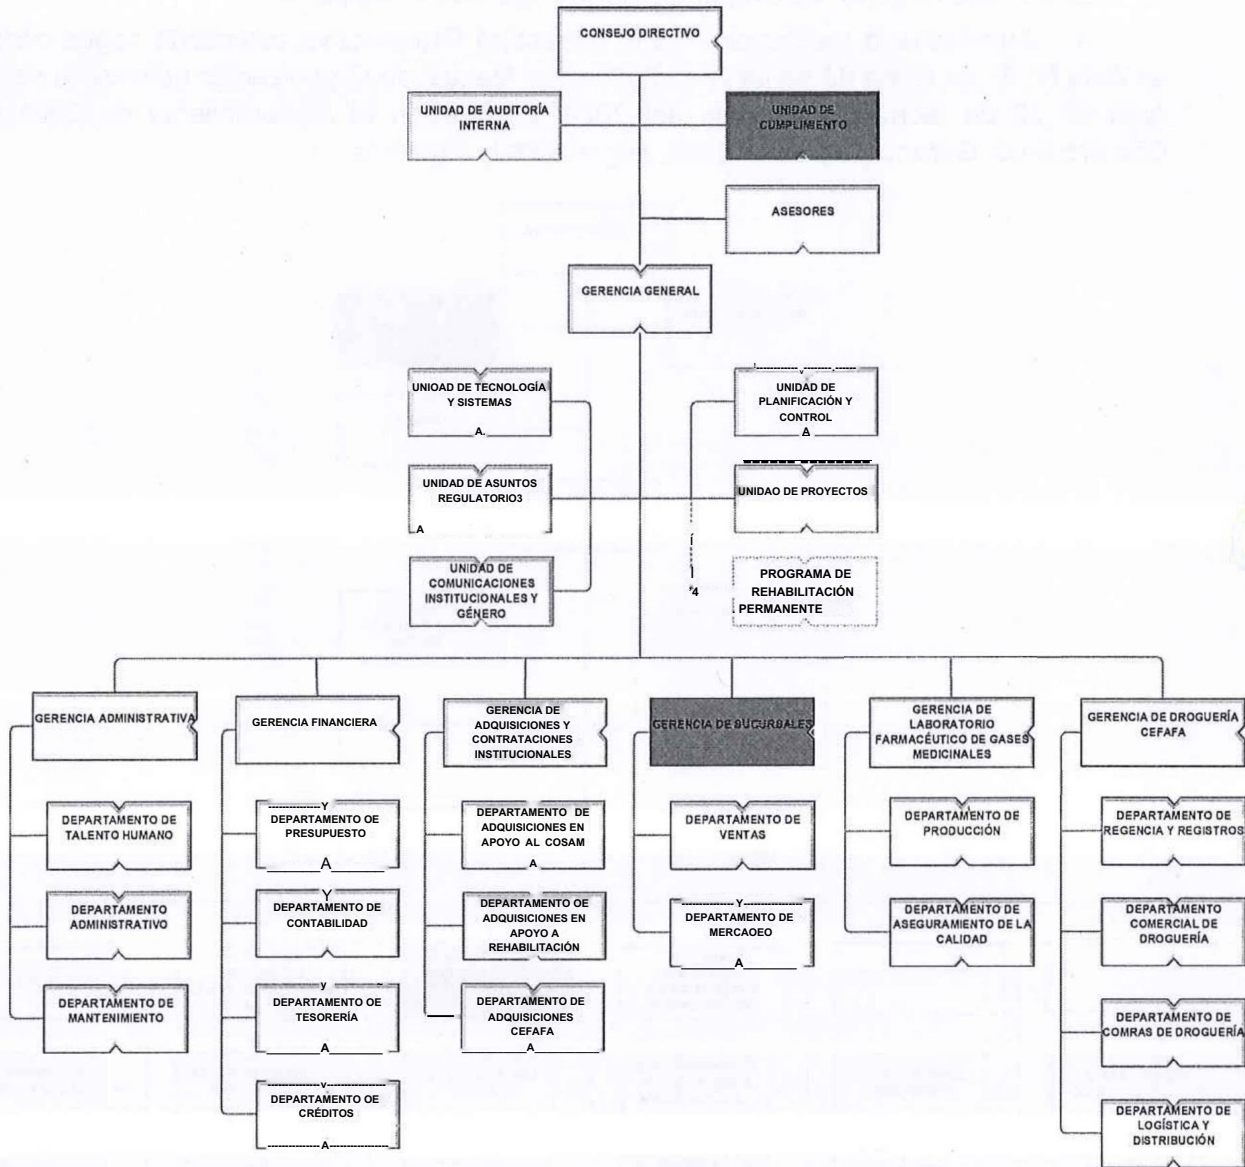 CONSEJO DIRECTIVO
UNIDAD DE AUDITORÍA
INTERNA
UNIDAD DE
CUMPLIMIENTO
ASESORES
GERENCIA GENERAL
UNIOAD DE TECNOLOGÍA
Y SISTEMAS
A.
UNIDAD DE
PLANIFICACIÓN Y
CONTROL
A
UNIDAD DE ASUNTOS
REGULATORIO3
A
UNIDAO DE PROYECTOS
UNIDAD DE
COMUNICACIONES
INSTITUCIONALES Y
GÉNERO
Í
Í
'4
PROGRAMA DE
REHABILITACIÓN
PERMANENTE
GERENCIA ADMINISTRATIVA
GERENCIA FINANCIERA
GERENCIA DE
ADQUISICIONES Y
CONTRATACIONES
INSTITUCIONALES
GERENCIA DE SUCURSALES
GERENCIA DE
LABORATORIO
FARMACÉUTICO DE GASES
MEDICINALES
GERENCIA DE DROGUERÍA
CEFAFA
DEPARTAMENTO DE
TALENTO HUMANO
Y
DEPARTAMENTO OE
PRESUPUESTO
A
DEPARTAMENTO DE
ADQUISICIONES EN
APOYO AL COSAM
A
DEPARTAMENTO DE
VENTAS
DEPARTAMENTO DE
PRODUCCIÓN
DEPARTAMENTO DE
REGENCIA Y REGISTROS
DEPARTAMENTO
ADMINISTRATIVO
Y
DEPARTAMENTO DE
CONTABILIDAD
DEPARTAMENTO OE
ADQUISICIONES EN
APOYO A
REHABILITACIÓN
Y
DEPARTAMENTO DE
MERCAOEO
A
DEPARTAMENTO DE
ASEGURAMIENTO DE LA
CALIDAD
DEPARTAMENTO
COMERCIAL DE
DROGUERÍA
DEPARTAMENTO DE
MANTENIMIENTO
DEPARTAMENTO DE
TESORERÍA
A
DEPARTAMENTO DE
ADQUISICIONES
CEFAFA
A
DEPARTAMENTO DE
COMRAS DE DROGUERÍA
v
DEPARTAMENTO OE
CRÉDITOS
A
DEPARTAMENTO DE
LOGÍSTICA Y
DISTRIBUCIÓN